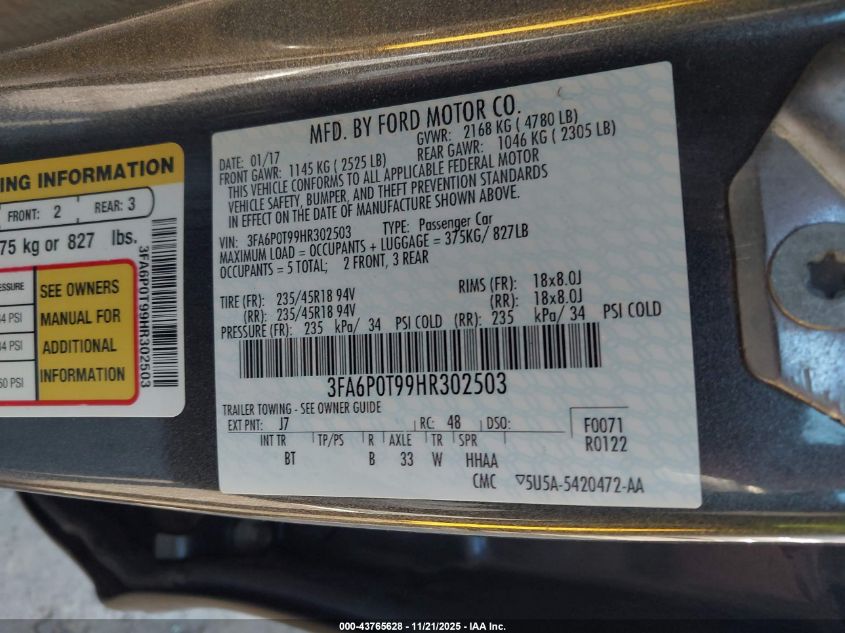 NG INFORMATION
FRONT: 2 REAR: 3
75 kg or 827 lbs.
3FA6P0T99HR302503
SEE OWNERS
MANUAL FOR
ADDITIONAL
INFORMATION
4 PSI
4 PSI
60 PSI
MFD. BY FORD MOTOR CO.
DATE: 01/17 GVWR: 2168 KG ( 4780 LB)
FRONT GAWR: 1145 KG ( 2525 LB) REAR GAWR: 1046 KG ( 2305 LB)
THIS VEHICLE CONFORMS TO ALL APPLICABLE FEDERAL MOTOR
VEHICLE SAFETY, BUMPER, AND THEFT PREVENTION STANDARDS
IN EFFECT ON THE DATE OF MANUFACTURE SHOWN ABOVE.
VIN: 3FA6P0T99HR302503 TYPE: Passenger Car
MAXIMUM LOAD = OCCUPANTS + LUGGAGE = 375KG/ 827LB
OCCUPANTS = 5 TOTAL; 2 FRONT, 3 REAR
TIRE (FR): 235/45R18 94V RIMS (FR): 18x8.0J
(RR): 235/45R18 94V (RR): 18x8.0J
PRESSURE (FR): 235 kPa/ 34 PSI COLD (RR): 235 kPa/ 34 PSI COLD
3FA6P0T99HR302503
TRAILER TOWING - SEE OWNER GUIDE
EXT PNT: J7 RC: 48 DSO: F0071
INT TR TP/PS R AXLE TR SPR R0122
BT B 33 W HHAA
CMC 5U5A-5420472-AA
000-43765628 - 11/21/2025 - IAA Inc.